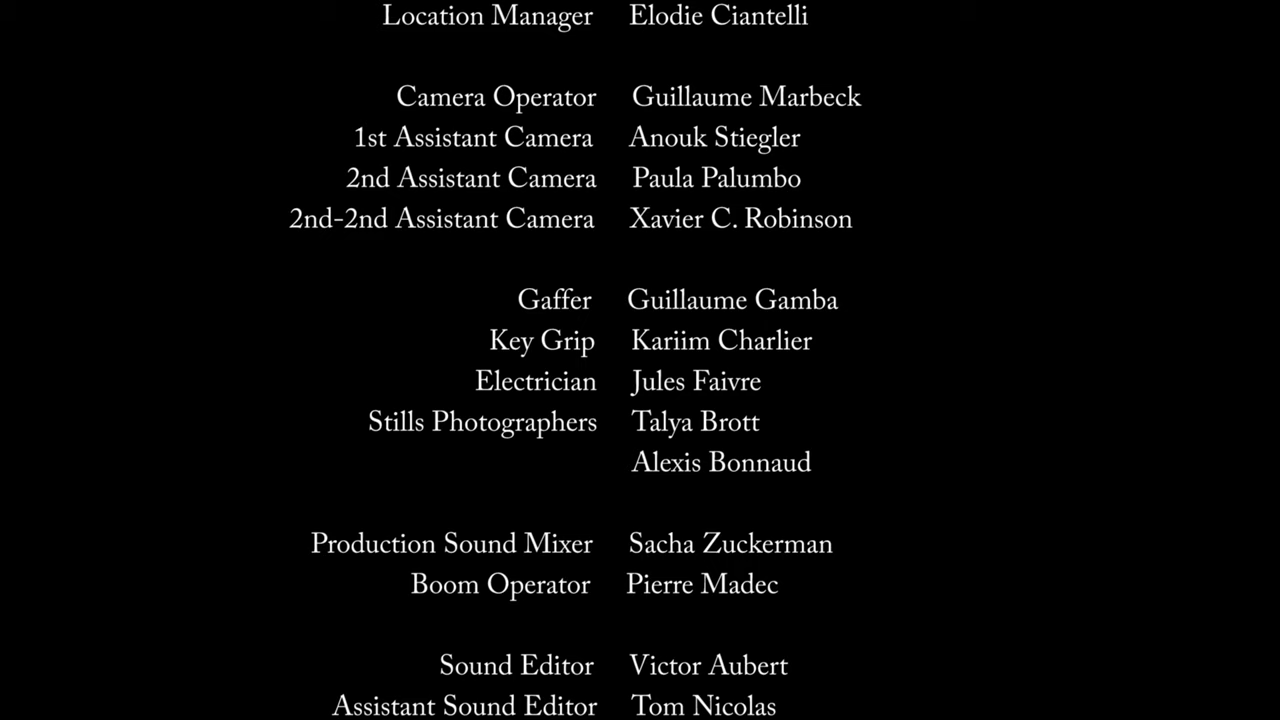 Location Manager Elodie Ciantelli
Camera Operator Guillaume Marbeck
1st Assistant Camera Anouk Stiegler
2nd Assistant Camera Paula Palumbo
2nd-2nd Assistant Camera Xavier C. Robinson
Gaffer Guillaume Gamba
Key Grip Kariim Charlier
Electrician Jules Faivre
Stills Photographers Talya Brott
Alexis Bonnaud
Production Sound Mixer Sacha Zuckerman
Boom Operator Pierre Madec
Sound Editor Victor Aubert
Assistant Sound Editor Tom Nicolas